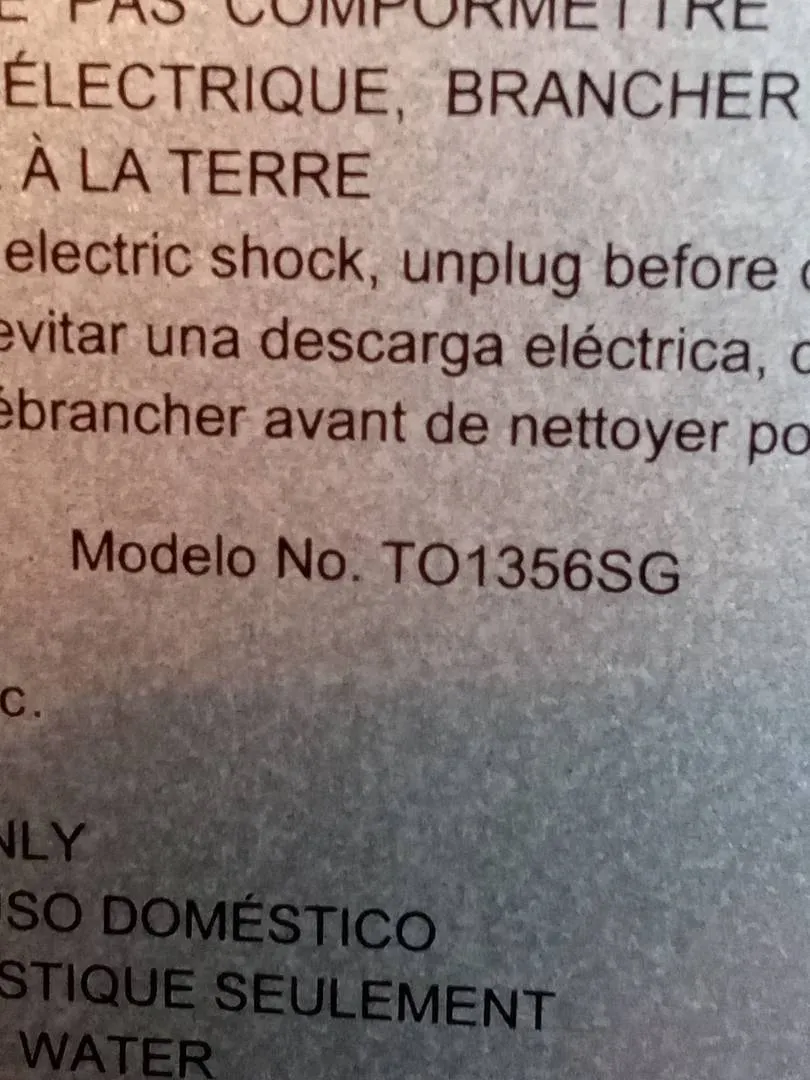 PAS COMPORMETTRE
ÉLECTRIQUE, BRANCHER
À LA TERRE
electric shock, unplug before
evitar una descarga eléctrica,
ébrancher avant de nettoyer po
Modelo No. TO1356SG
c.
NLY
USO DOMÉSTICO
STIQUE SEULEMENT
WATER